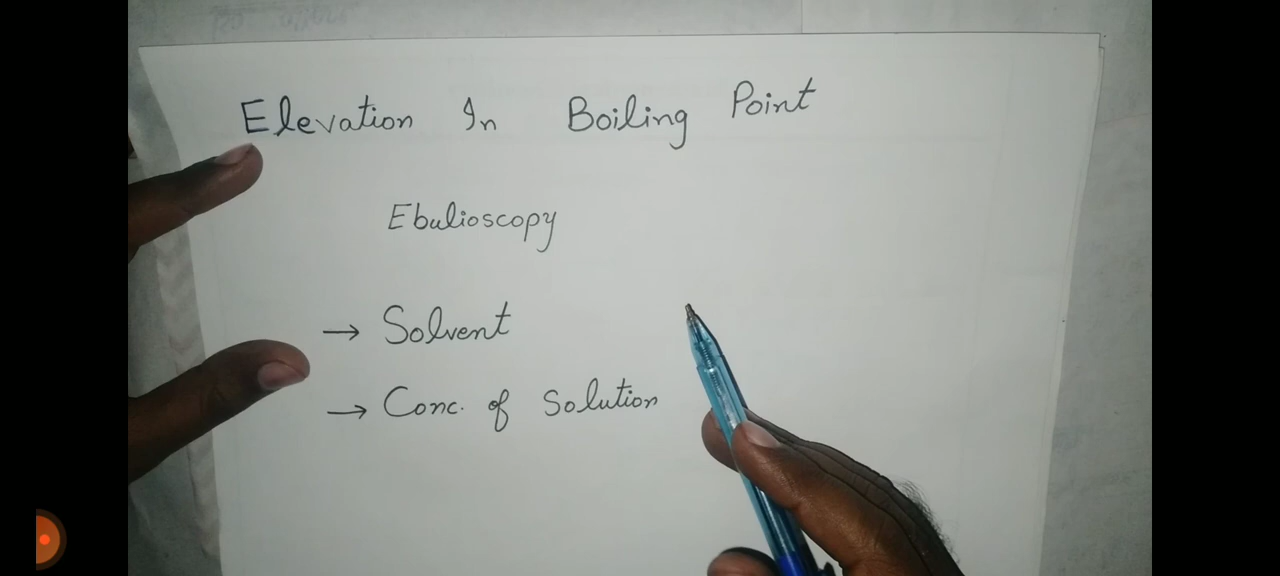 Elevation In Boiling Point
Ebulioscopy
→ Solvent
→ Conc. of Solution